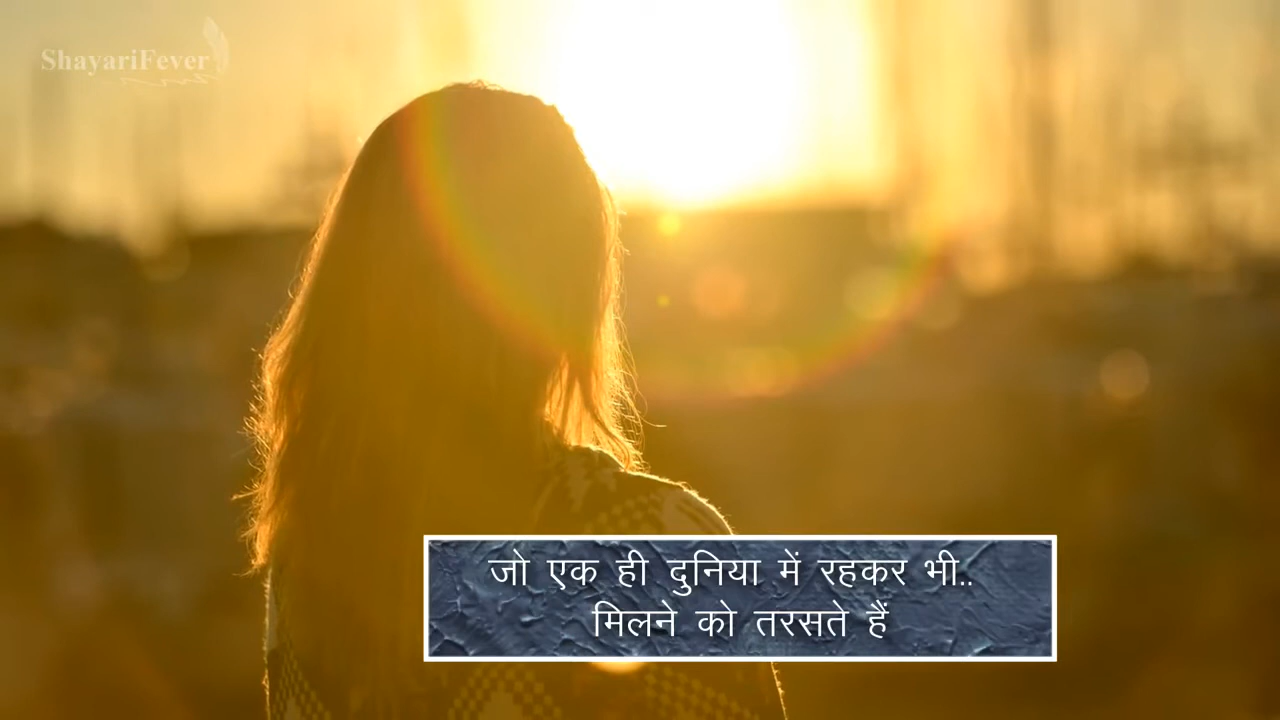 ShayariFever
जो एक ही दुनिया में रहकर भी..
मिलने को तरसते हैं